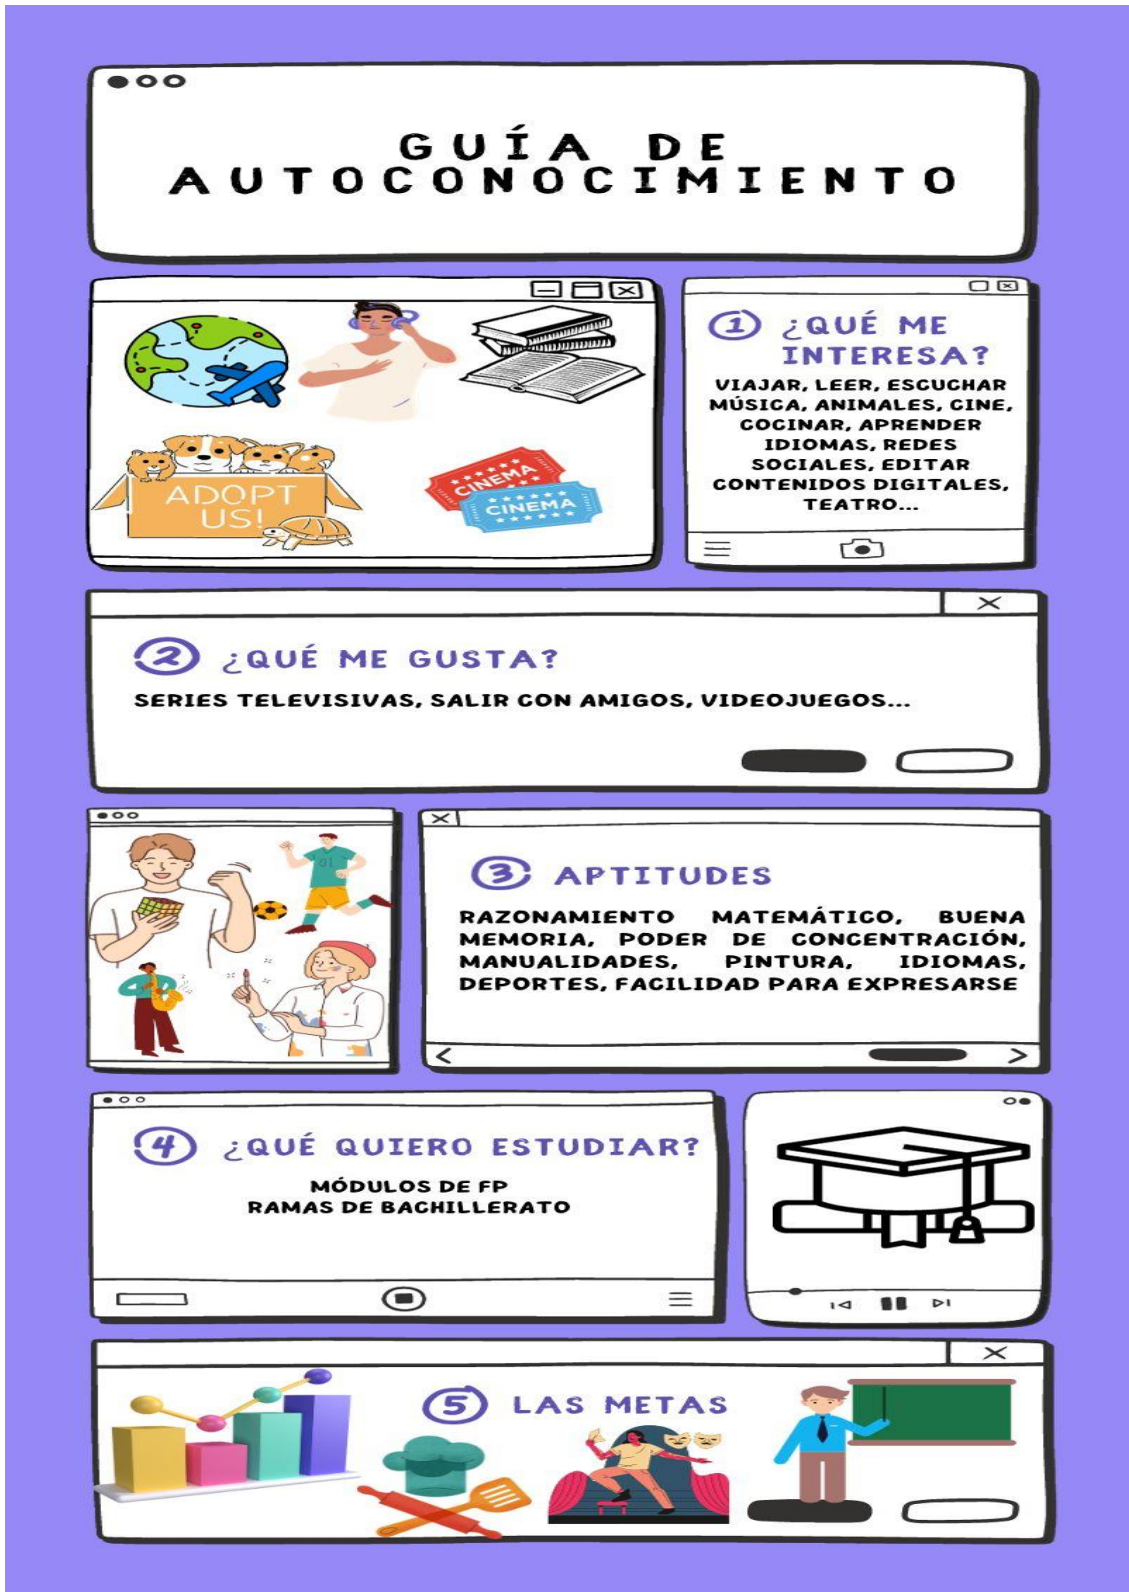 GUÍA DE
AUTOCONOCIMIENTO
ADOPT
US!
CINEMA
CINEMA
1 ¿QUÉ ME
INTERESA?
VIAJAR, LEER, ESCUCHAR
MÚSICA, ANIMALES, CINE,
COCINAR, APRENDER
IDIOMAS, REDES
SOCIALES, EDITAR
CONTENIDOS DIGITALES,
TEATRO...
2 ¿QUÉ ME GUSTA?
SERIES TELEVISIVAS, SALIR CON AMIGOS, VIDEOJUEGOS...
01
3 APTITUDES
RAZONAMIENTO MATEMÁTICO, BUENA
MEMORIA, PODER DE CONCENTRACIÓN,
MANUALIDADES, PINTURA, IDIOMAS,
DEPORTES, FACILIDAD PARA EXPRESARSE
4 ¿QUÉ QUIERO ESTUDIAR?
MÓDULOS DE FP
RAMAS DE BACHILLERATO
5 LAS METAS